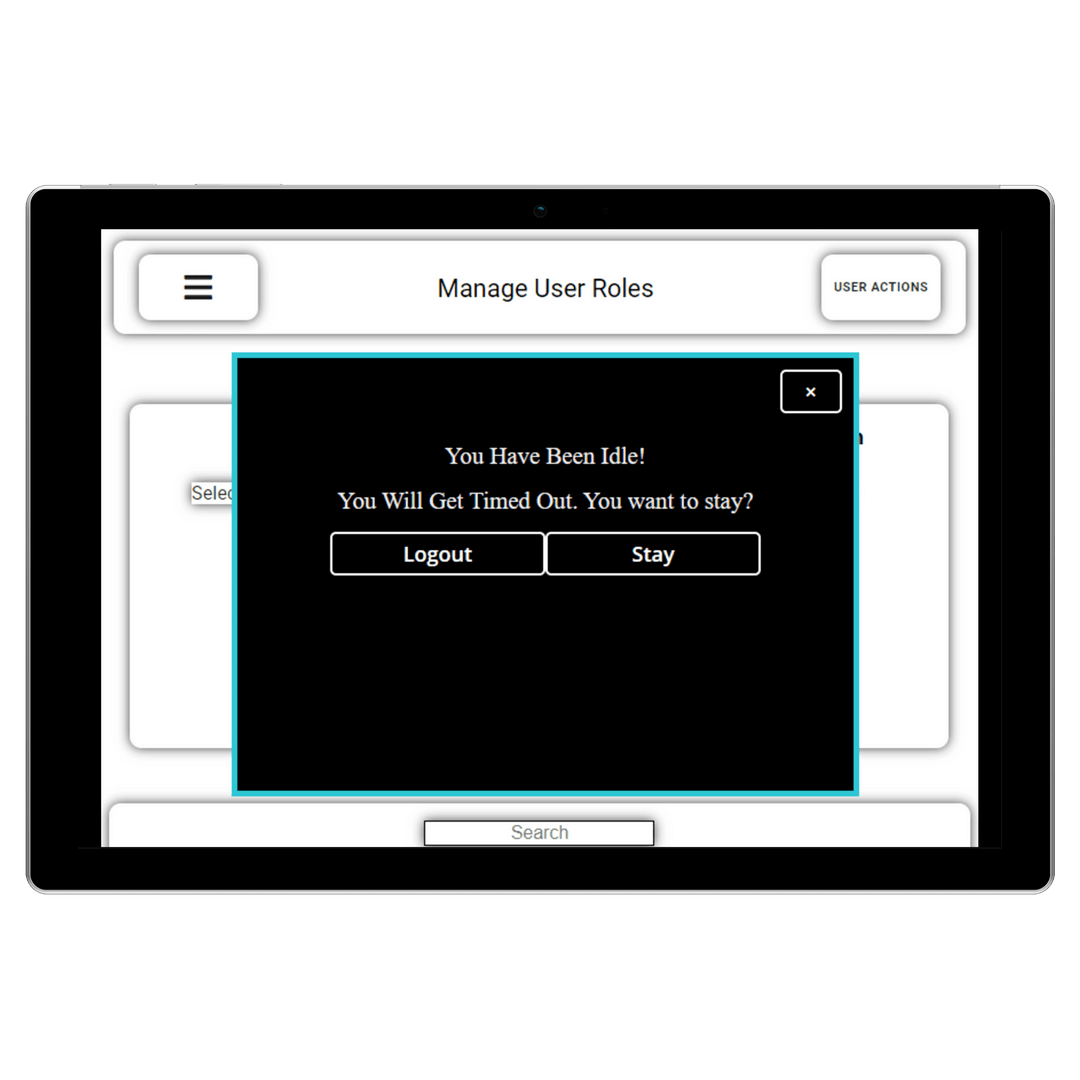 Manage User Roles
USER ACTIONS
×
You Have Been Idle!
Selec
You Will Get Timed Out. You want to stay?
Logout
Stay
Search